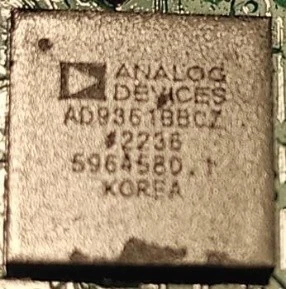 ANALOG
DEVICES
AD9361BBCZ
#2236
5964580.1
KOREA